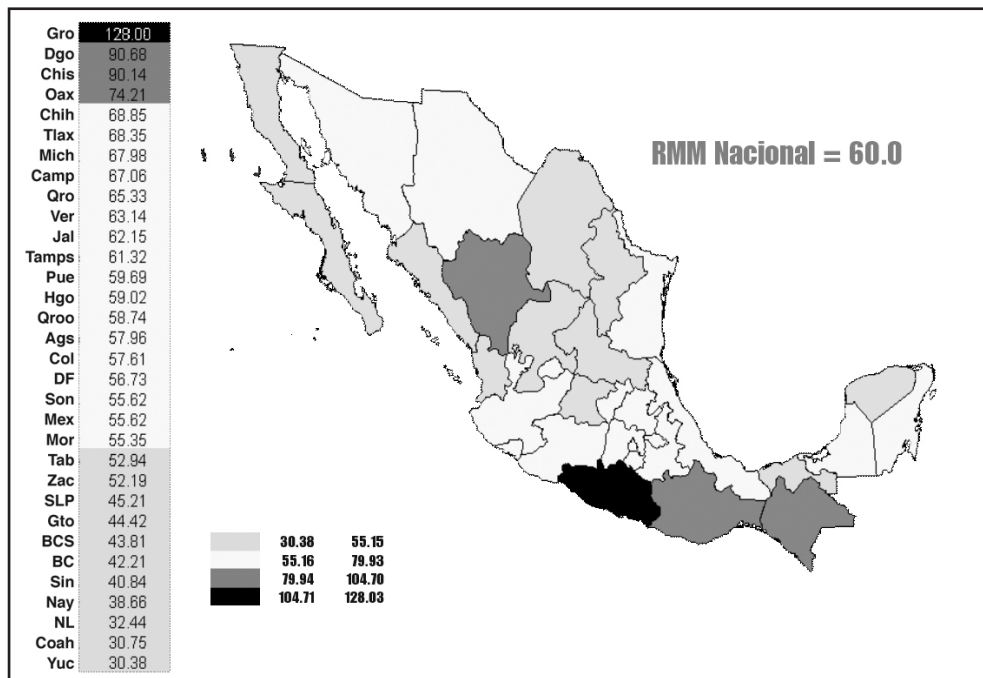 Gro 128.00
Dgo 90.68
Chis 90.14
Oax 74.21
Chih 68.85
Tlax 68.35
Mich 67.98
Camp 67.06
Qro 65.33
Ver 63.14
Jal 62.15
Tamps 61.32
Pue 59.69
Hgo 59.02
Qroo 58.74
Ags 57.96
Col 57.61
DF 56.73
Son 55.62
Mex 55.62
Mor 55.35
Tab 52.94
Zac 52.19
SLP 45.21
Gto 44.42
BCS 43.81
BC 42.21
Sin 40.84
Nay 38.66
NL 32.44
Coah 30.75
Yuc 30.38
RMM Nacional = 60.0
30.38 55.15
55.16 79.93
79.94 104.70
104.71 128.03